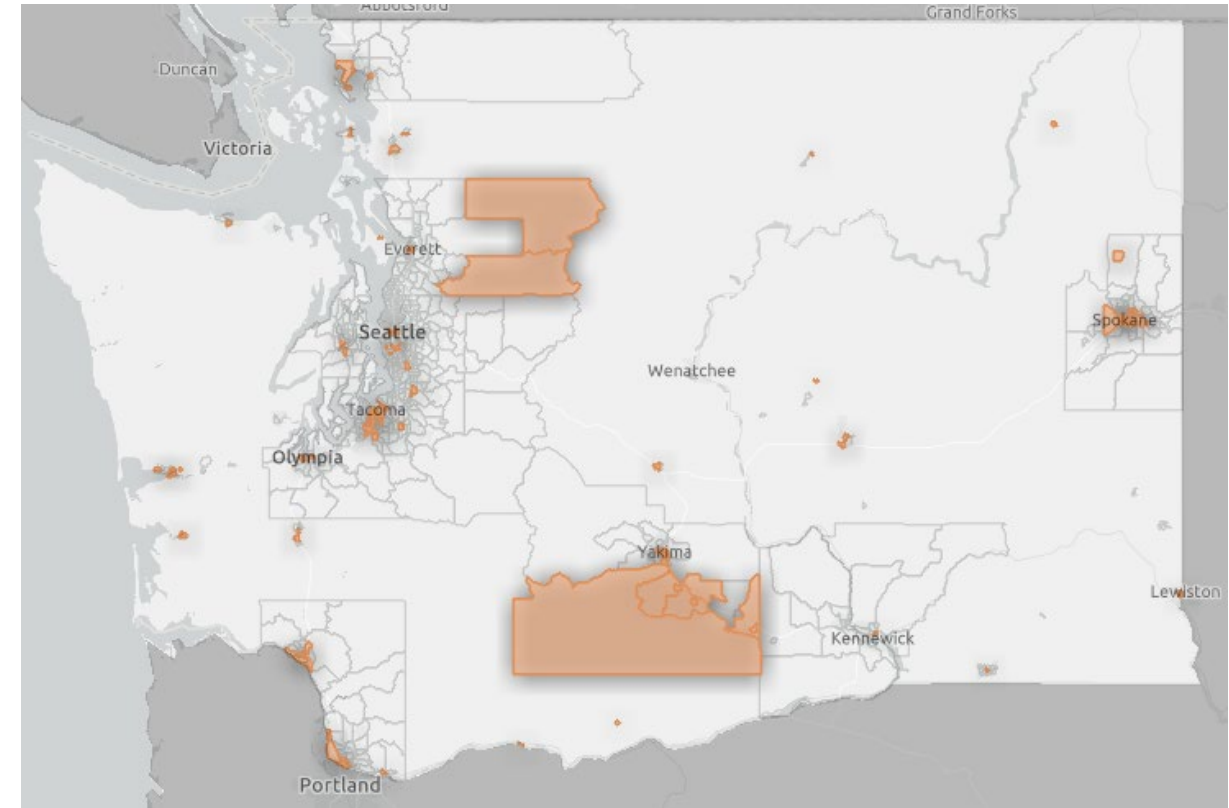 Abbotsford
Grand Forks
Duncan
Victoria
Everett
Seattle
Spokane
Wenatchee
Tacoma
Olympia
Yakima
Lewiston
Kennewick
Portland